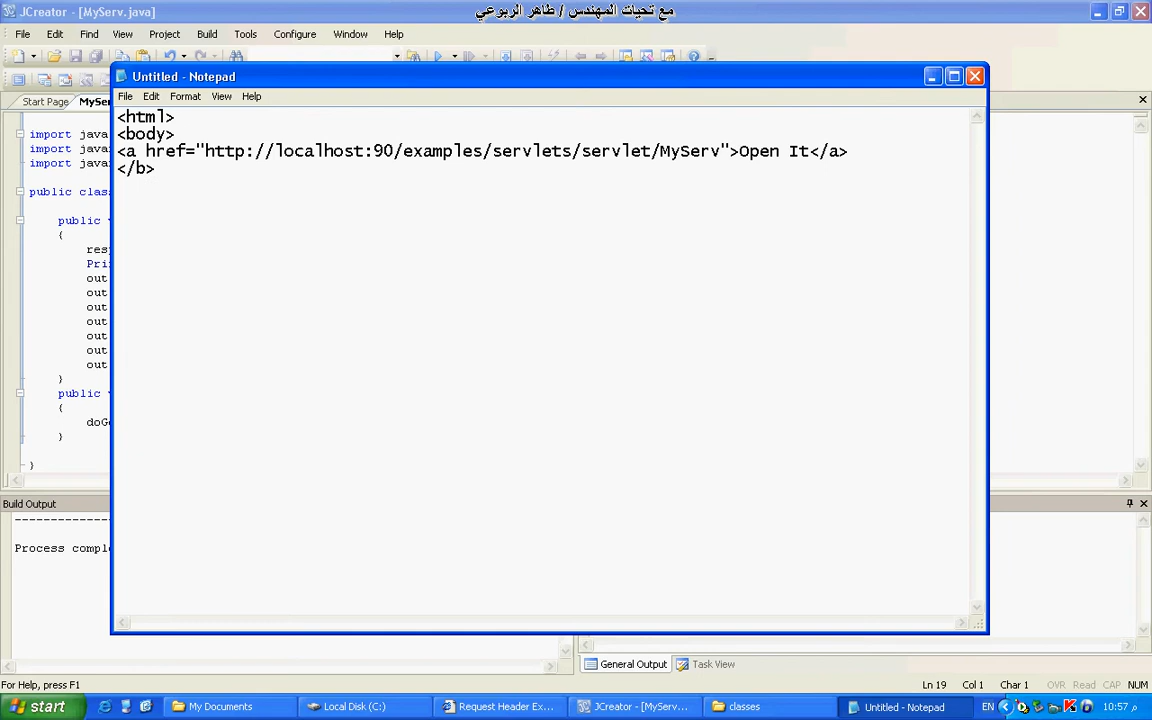 JCreator - [MyServ.java]
مع تحيات المهندس / طاهر الربوعي
File Edit Find View Project Build Tools Configure Window Help
Start Page MySer
Untitled - Notepad
File Edit Format View Help
<html>
<body>
<a href="http://localhost:90/examples/servlets/servlet/MyServ">Open It</a>
</b>
import java
import java
import java
public clas
public v
{
res
Pri
out
out
out
out
out
out
out
}
public v
{
doG
}
}
Build Output
Process comple
General Output Task View
For Help, press F1
Ln 19 Col 1 Char 1 OVR Read CAP NUM
start My Documents Local Disk (C:) Request Header Ex... JCreator - [MyServ... classes Untitled - Notepad EN 10:57 م